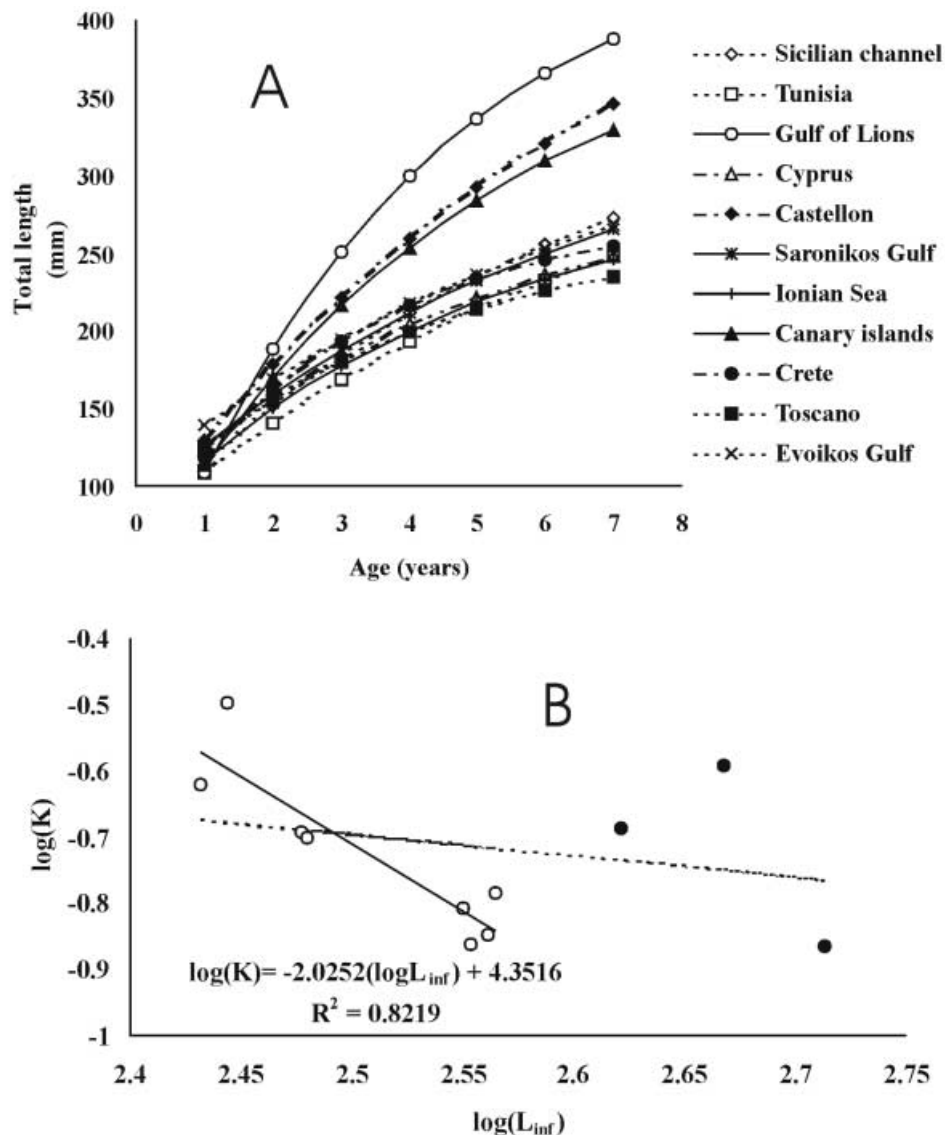 400
350
300
250
200
150
100
Total length
(mm)
A
0 1 2 3 4 5 6 7 8
Age (years)
Sicilian channel
Tunisia
Gulf of Lions
Cyprus
Castellon
Saronikos Gulf
Ionian Sea
Canary islands
Crete
Toscano
Evoikos Gulf
-0.4
-0.5
-0.6
-0.7
-0.8
-0.9
-1
log(K)
B
log(K)= -2.0252(logL inf) + 4.3516
R² = 0.8219
2.4 2.45 2.5 2.55 2.6 2.65 2.7 2.75
log(Linf)